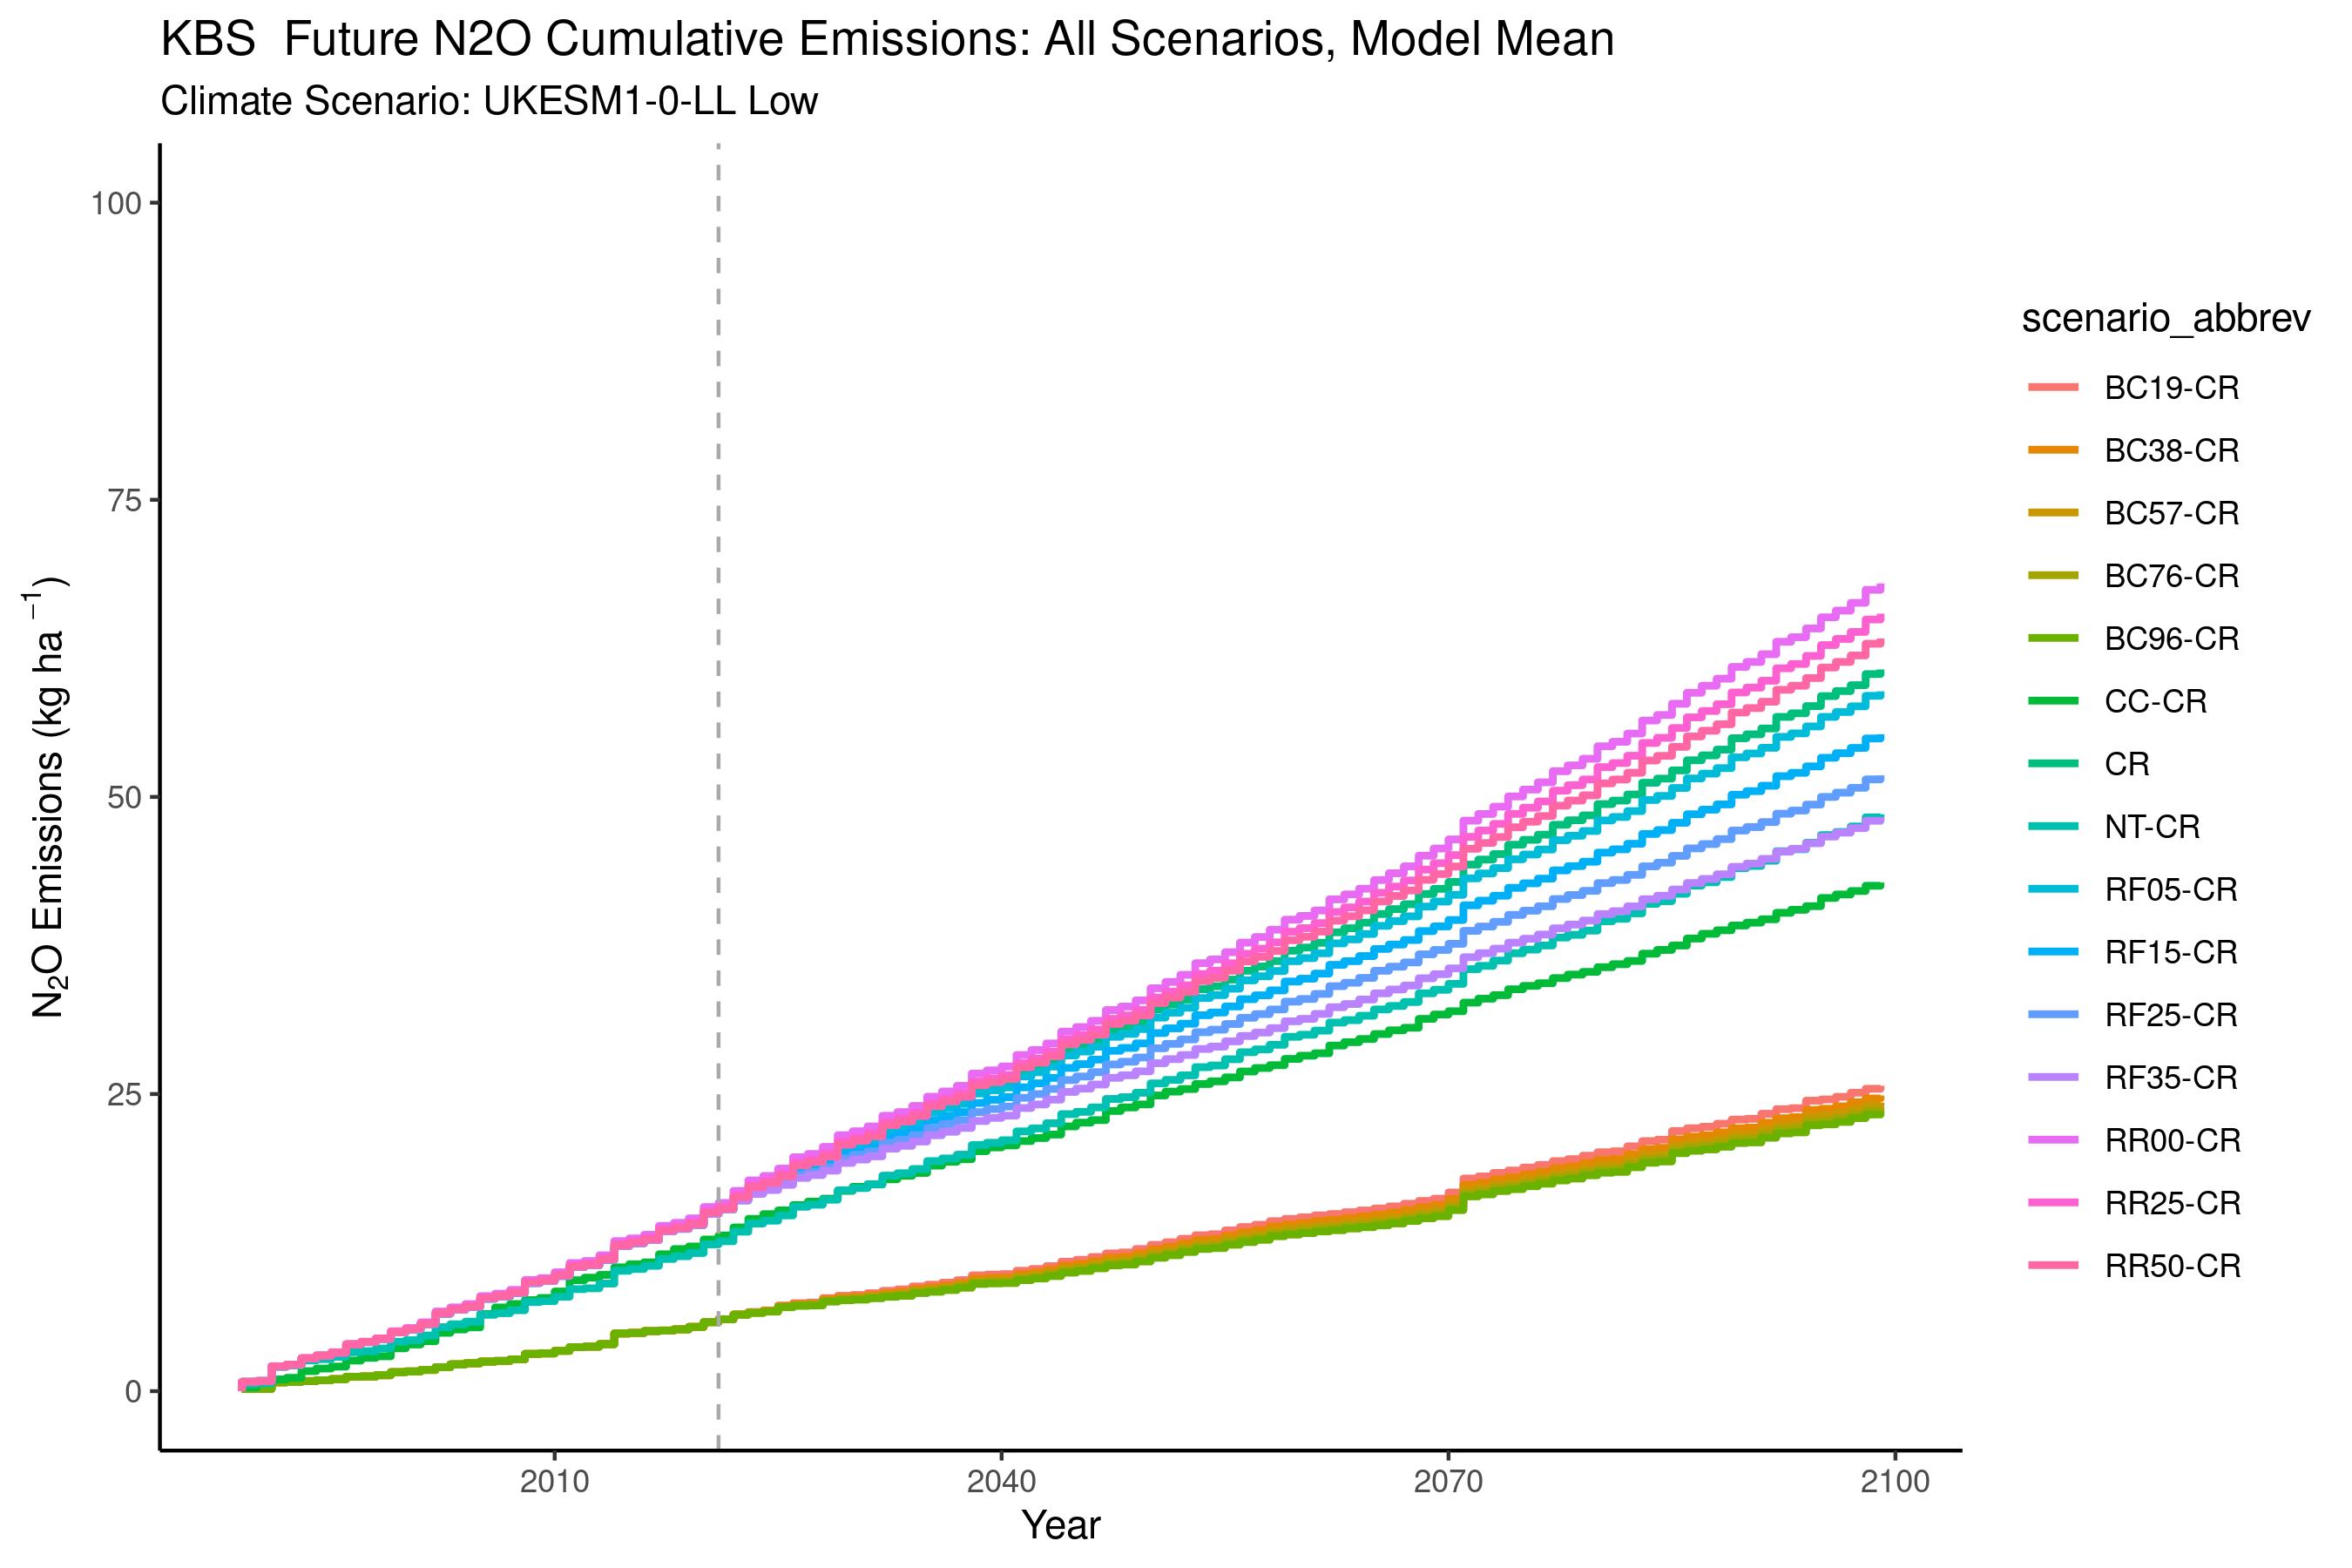 KBS  Future N2O Cumulative Emissions: All Scenarios, Model Mean
Climate Scenario: UKESM1-0-LL Low
100
75
50
25
0
N₂O Emissions (kg ha⁻¹)
2010
2040
2070
2100
Year
scenario_abbrev
BC19-CR
BC38-CR
BC57-CR
BC76-CR
BC96-CR
CC-CR
CR
NT-CR
RF05-CR
RF15-CR
RF25-CR
RF35-CR
RR00-CR
RR25-CR
RR50-CR